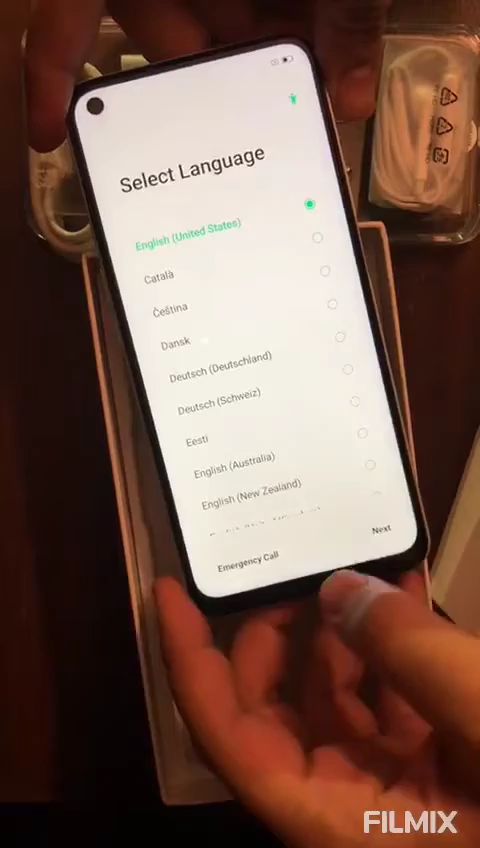 Select Language
English (United States)
Català
Čeština
Dansk
Deutsch (Deutschland)
Deutsch (Schweiz)
Eesti
English (Australia)
English (New Zealand)
Emergency Call
Next
FILMIX